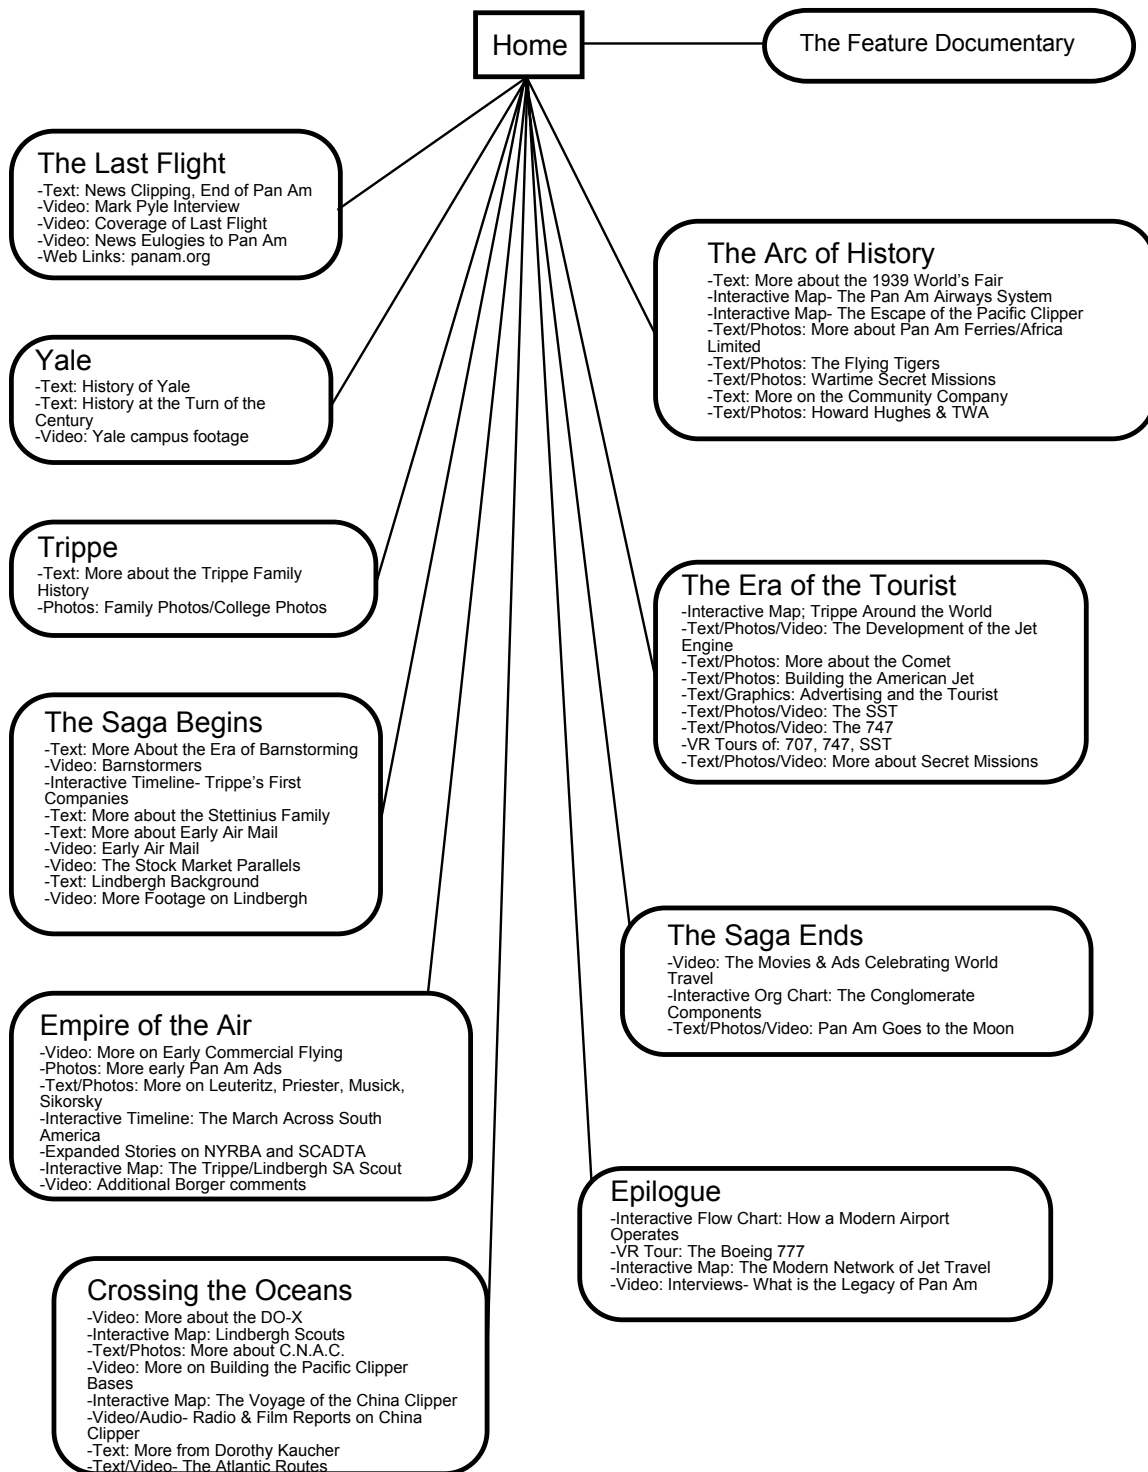 Home
The Feature Documentary
The Last Flight
-Text: News Clipping, End of Pan Am
-Video: Mark Pyle Interview
-Video: Coverage of Last Flight
-Video: News Eulogies to Pan Am
-Web Links: panam.org
Yale
-Text: History of Yale
-Text: History at the Turn of the
Century
-Video: Yale campus footage
Trippe
-Text: More about the Trippe Family
History
-Photos: Family Photos/College Photos
The Saga Begins
-Text: More About the Era of Barnstorming
-Video: Barnstormers
-Interactive Timeline- Trippe's First
Companies
-Text: More about the Stettinius Family
-Text: More about Early Air Mail
-Video: Early Air Mail
-Video: The Stock Market Parallels
-Text: Lindbergh Background
-Video: More Footage on Lindbergh
Empire of the Air
-Video: More on Early Commercial Flying
-Photos: More early Pan Am Ads
-Text/Photos: More on Leuteritz, Priester, Musick,
Sikorsky
-Interactive Timeline: The March Across South
America
-Expanded Stories on NYRBA and SCADTA
-Interactive Map: The Trippe/Lindbergh SA Scout
-Video: Additional Borger comments
Crossing the Oceans
-Video: More about the DO-X
-Interactive Map: Lindbergh Scouts
-Text/Photos: More about C.N.A.C.
-Video: More on Building the Pacific Clipper
Bases
-Interactive Map: The Voyage of the China Clipper
-Video/Audio- Radio & Film Reports on China
Clipper
-Text: More from Dorothy Kaucher
-Text/Video- The Atlantic Routes
The Arc of History
-Text: More about the 1939 World's Fair
-Interactive Map- The Pan Am Airways System
-Interactive Map- The Escape of the Pacific Clipper
-Text/Photos: More about Pan Am Ferries/Africa
Limited
-Text/Photos: The Flying Tigers
-Text/Photos: Wartime Secret Missions
-Text: More on the Community Company
-Text/Photos: Howard Hughes & TWA
The Era of the Tourist
-Interactive Map; Trippe Around the World
-Text/Photos/Video: The Development of the Jet
Engine
-Text/Photos: More about the Comet
-Text/Photos: Building the American Jet
-Text/Graphics: Advertising and the Tourist
-Text/Photos/Video: The SST
-Text/Photos/Video: The 747
-VR Tours of: 707, 747, SST
-Text/Photos/Video: More about Secret Missions
The Saga Ends
-Video: The Movies & Ads Celebrating World
Travel
-Interactive Org Chart: The Conglomerate
Components
-Text/Photos/Video: Pan Am Goes to the Moon
Epilogue
-Interactive Flow Chart: How a Modern Airport
Operates
-VR Tour: The Boeing 777
-Interactive Map: The Modern Network of Jet Travel
-Video: Interviews- What is the Legacy of Pan Am